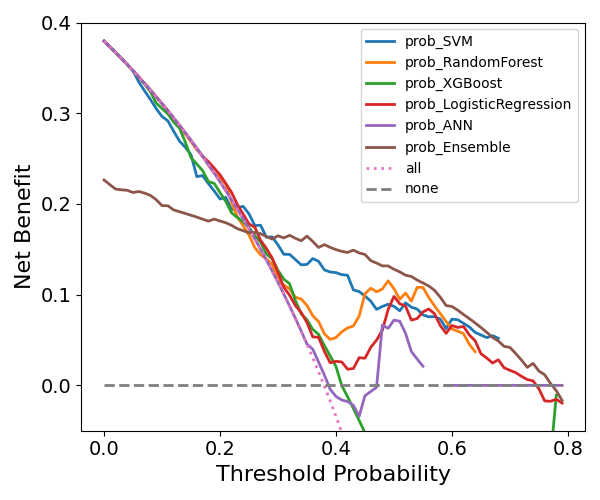 0.4
0.3
0.2
0.1
0.0
Net Benefit
prob_SVM
prob_RandomForest
prob_XGBoost
prob_LogisticRegression
prob_ANN
prob_Ensemble
all
none
0.0 0.2 0.4 0.6 0.8
Threshold Probability